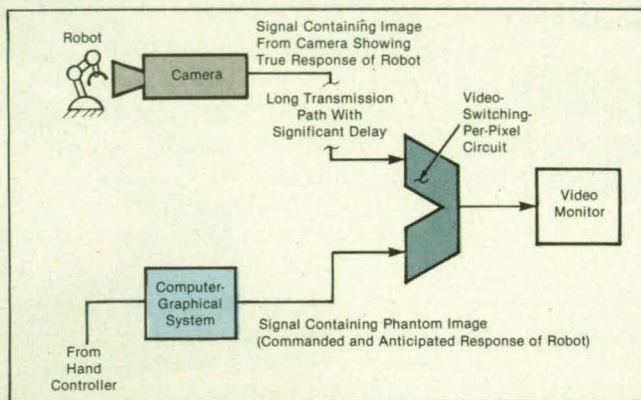 Robot
Camera
Signal Containing Image
From Camera Showing
True Response of Robot
Long Transmission
Path With
Significant Delay
Video-
Switching-
Per-Pixel
Circuit
Video
Monitor
Computer-
Graphical
System
Signal Containing Phantom Image
(Commanded and Anticipated Response of Robot)
From
Hand
Controller